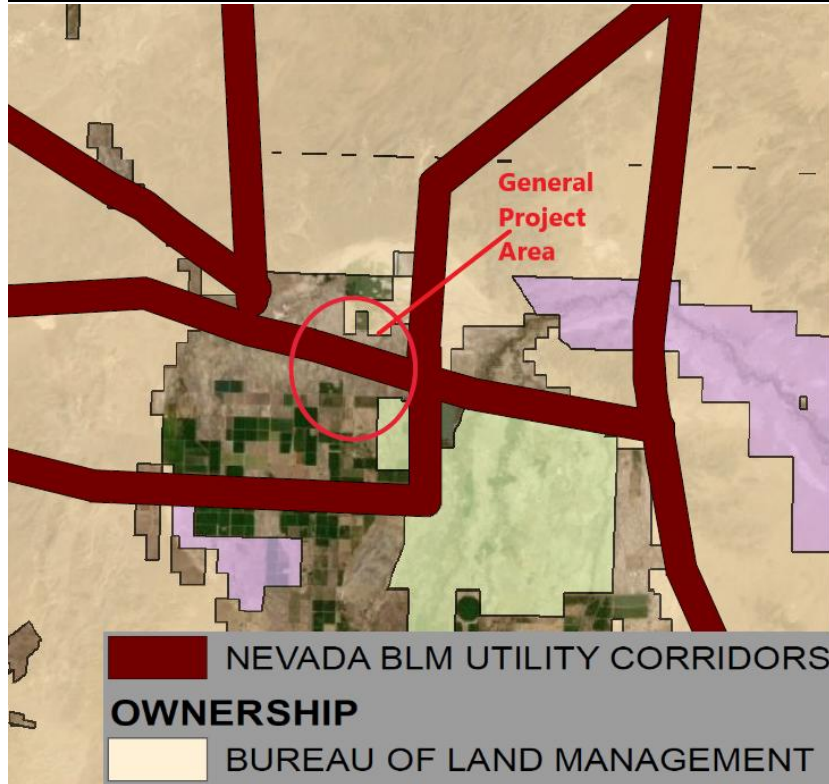 General
Project
Area
NEVADA BLM UTILITY CORRIDORS
OWNERSHIP
BUREAU OF LAND MANAGEMENT